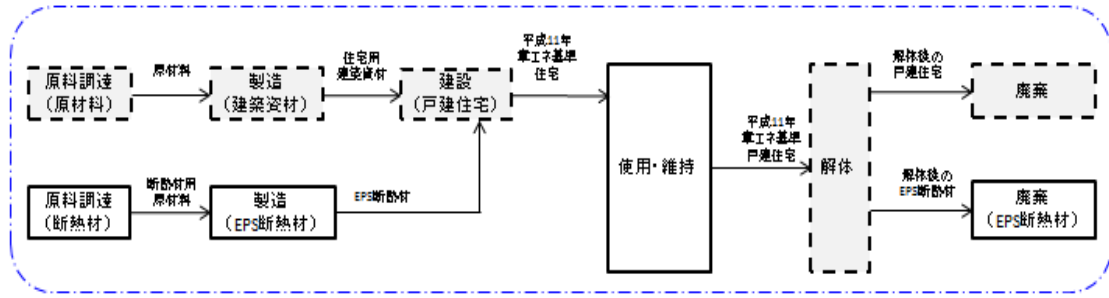 原料調達
（原材料）
原材料
製造
（建築資材）
住宅用
建築資材
建設
（戸建住宅）
平成11年
省エネ基準
住宅
使用・維持
平成11年
省エネ基準
戸建住宅
解体
解体後の
戸建住宅
廃棄
原料調達
（断熱材）
断熱材用
原材料
製造
（EPS断熱材）
EPS断熱材
解体後の
EPS断熱材
廃棄
（EPS断熱材）